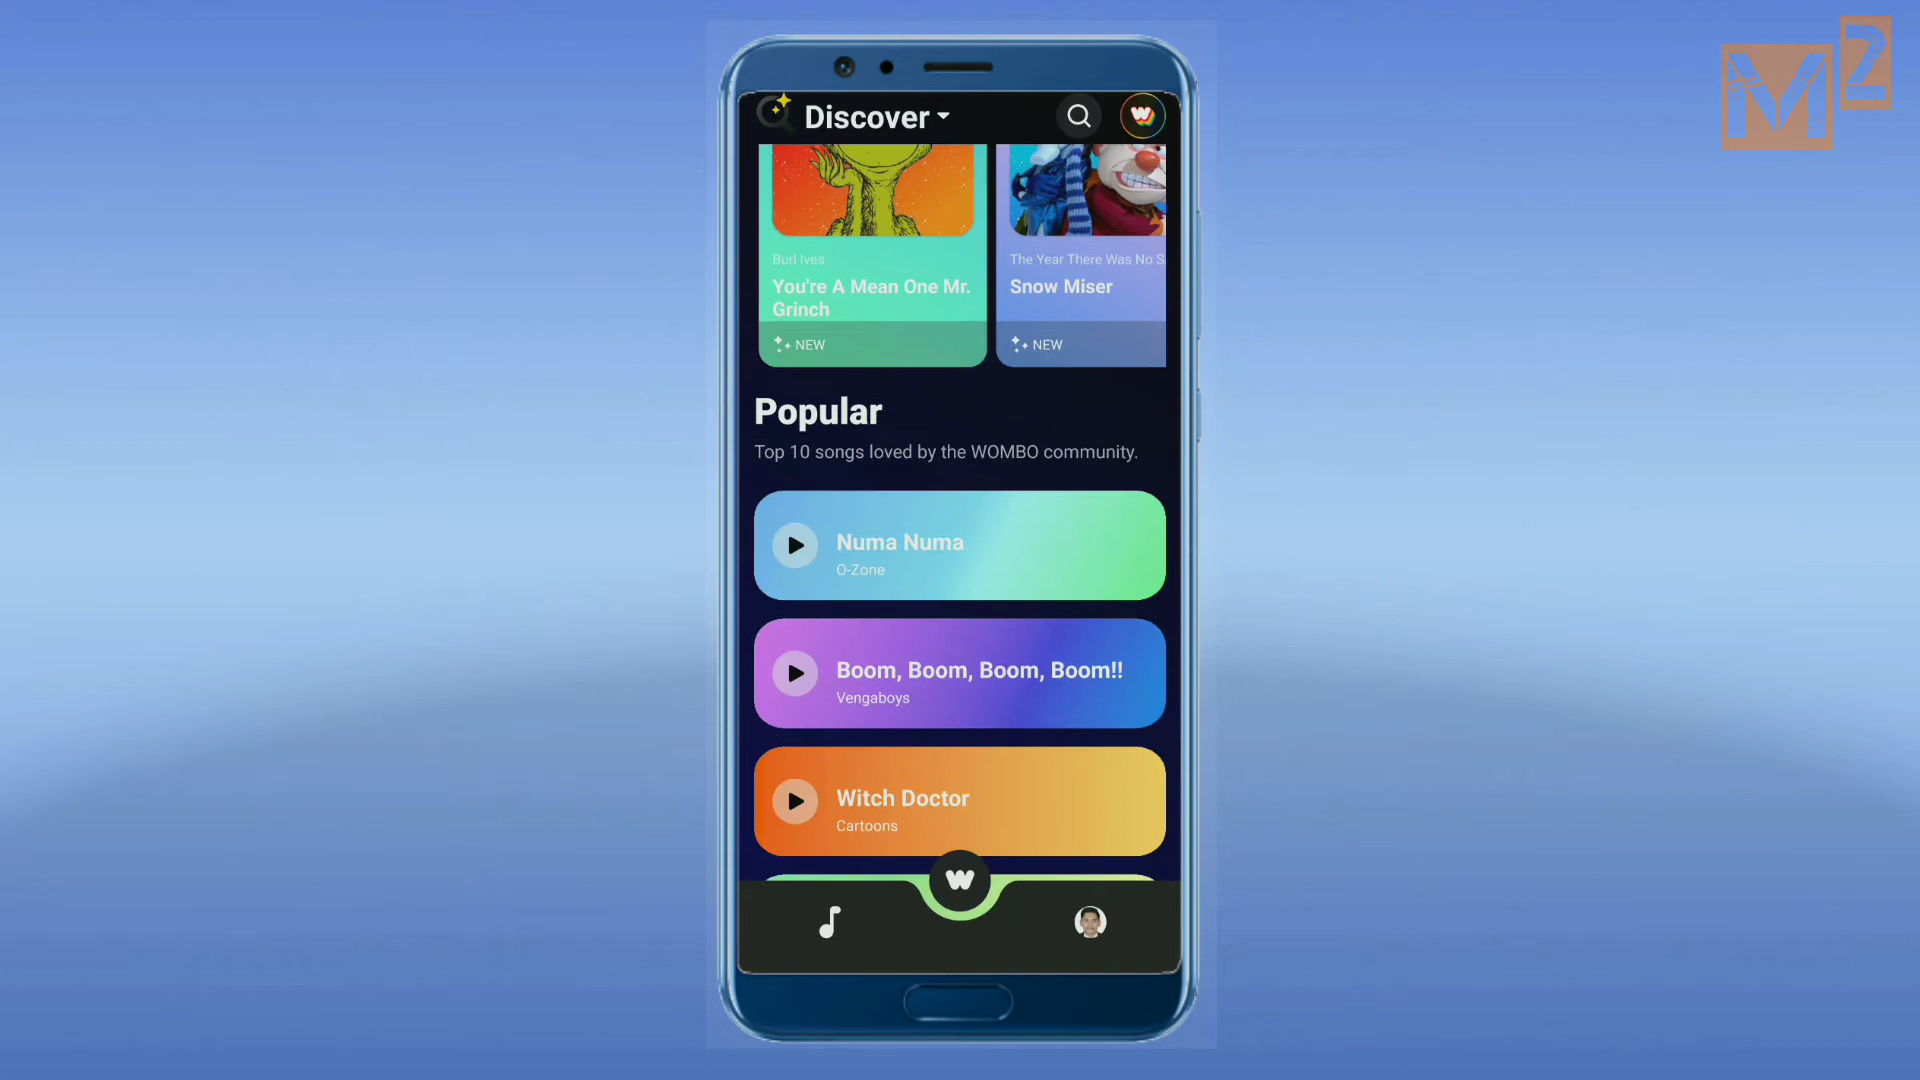 M2
Discover
Burl Ives
You're A Mean One Mr.
Grinch
NEW
The Year There Was No S
Snow Miser
NEW
Popular
Top 10 songs loved by the WOMBO community.
Numa Numa
O-Zone
Boom, Boom, Boom, Boom!!
Vengaboys
Witch Doctor
Cartoons